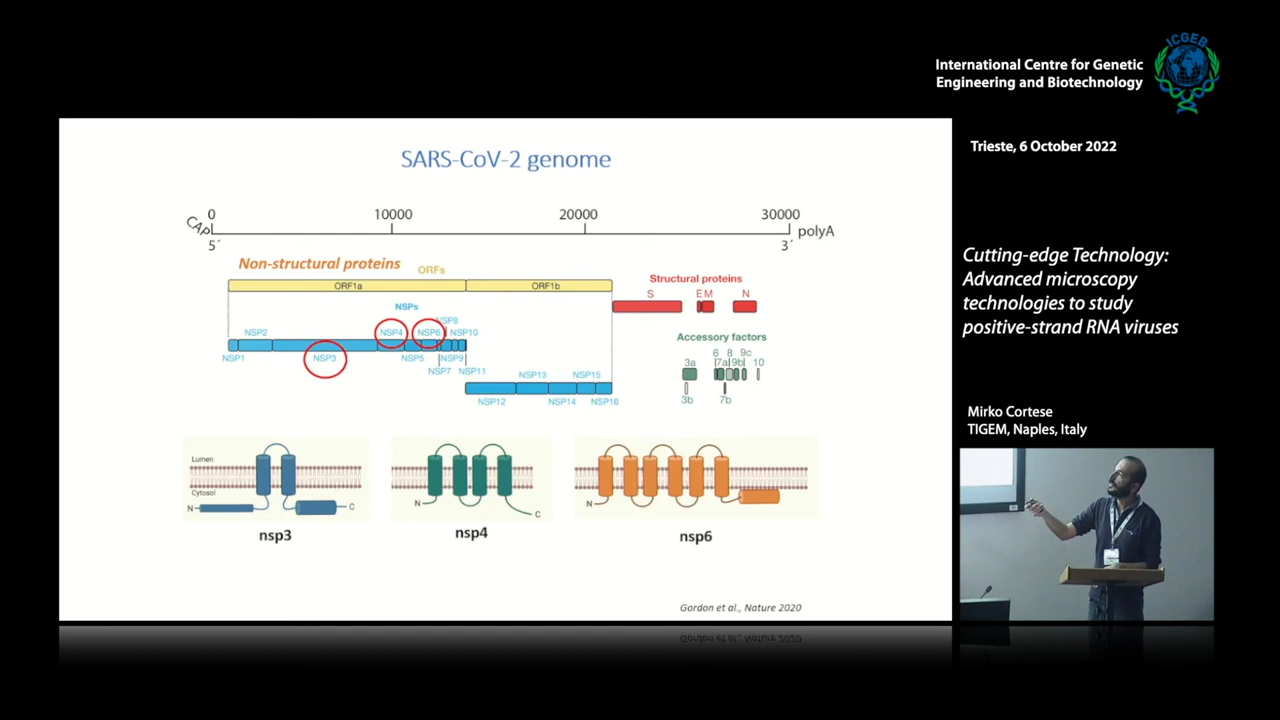 ICGEB
International Centre for Genetic
Engineering and Biotechnology
Trieste, 6 October 2022
Cutting-edge Technology:
Advanced microscopy
technologies to study
positive-strand RNA viruses
Mirko Cortese
TIGEM, Naples, Italy
SARS-CoV-2 genome
0 10000 20000 30000
CAP polyA
5´ 3´
Non-structural proteins
ORFs
ORF1a ORF1b
NSPs
NSP8
NSP2 NSP4 NSP6 NSP10
NSP1 NSP3 NSP5 NSP9
NSP7 NSP11
NSP13 NSP15
NSP12 NSP14 NSP16
Structural proteins
S E M N
Accessory factors
6 8 9c
3a 7a 9b 10
3b 7b
Lumen
Cytosol
N C
nsp3
N C
nsp4
N
nsp6
Gordon et al., Nature 2020